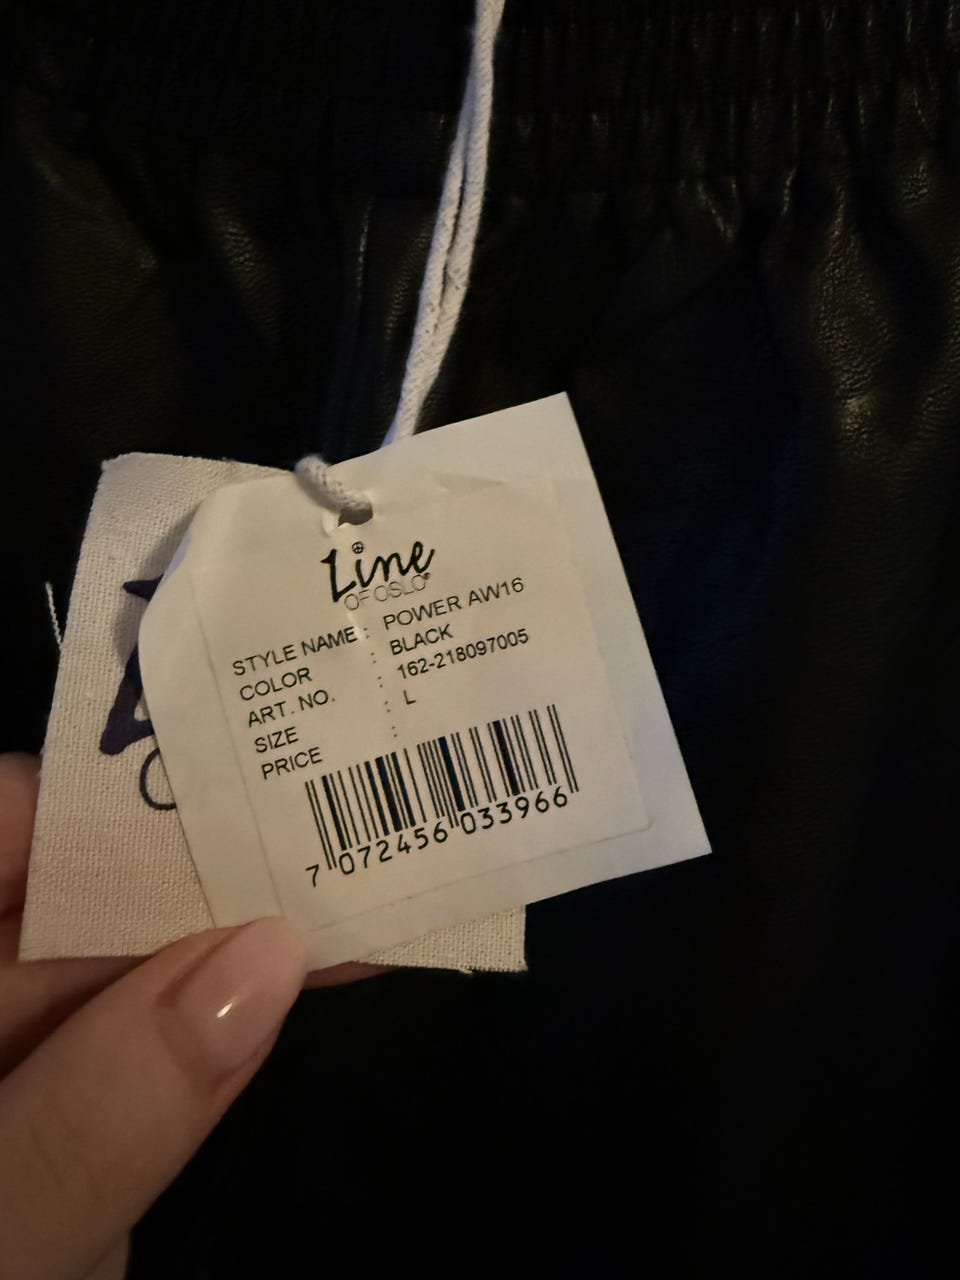 Line
OF OSLO®
STYLE NAME : POWER AW16
COLOR : BLACK
ART. NO. : 162-218097005
SIZE : L
PRICE :
7 072456 033966